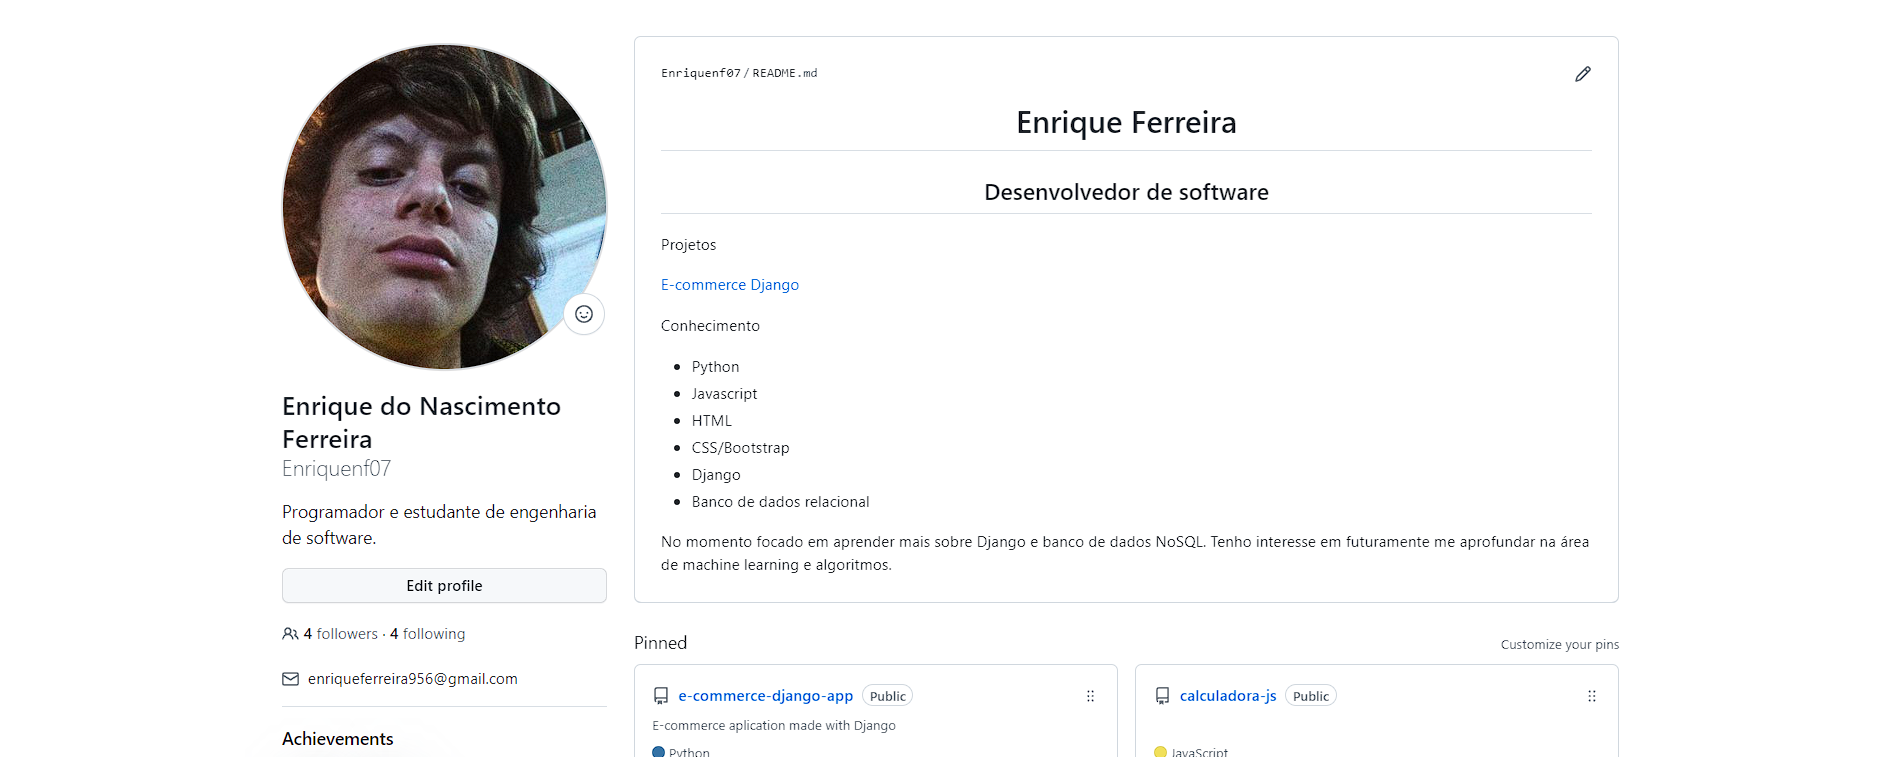 Enrique do Nascimento
Ferreira
Enriquenf07
Programador e estudante de engenharia
de software.
Edit profile
4 followers · 4 following
enriqueferreira956@gmail.com
Achievements
Enriquenf07/README.md
Enrique Ferreira
Desenvolvedor de software
Projetos
E-commerce Django
Conhecimento
Python
Javascript
HTML
CSS/Bootstrap
Django
Banco de dados relacional
No momento focado em aprender mais sobre Django e banco de dados NoSQL. Tenho interesse em futuramente me aprofundar na área
de machine learning e algoritmos.
Pinned
Customize your pins
e-commerce-django-app Public
E-commerce aplication made with Django
Python
calculadora-js Public
JavaScript